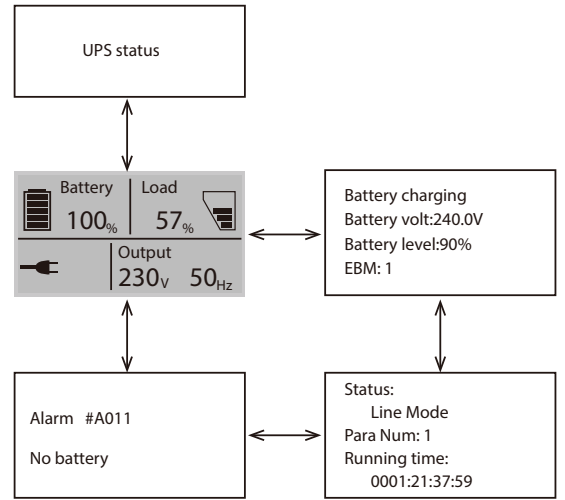 UPS status
Battery
Load
100%
57%
Output
230V 50Hz
Battery charging
Battery volt:240.0V
Battery level:90%
EBM: 1
Alarm #A011
No battery
Status:
Line Mode
Para Num: 1
Running time:
0001:21:37:59